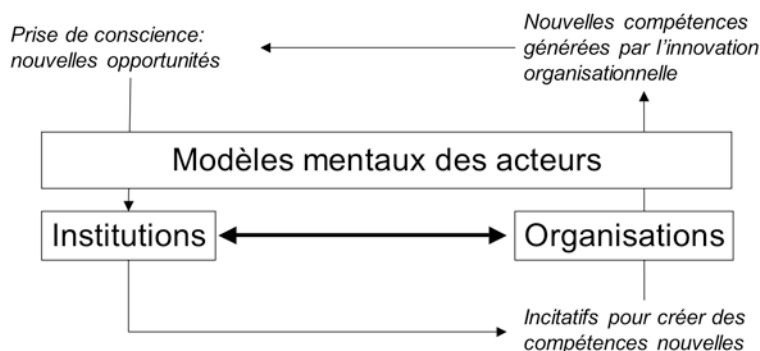 Prise de conscience:
nouvelles opportunités
Nouvelles compétences
générées par l'innovation
organisationnelle
Modèles mentaux des acteurs
Institutions
Organisations
Incitatifs pour créer des
compétences nouvelles